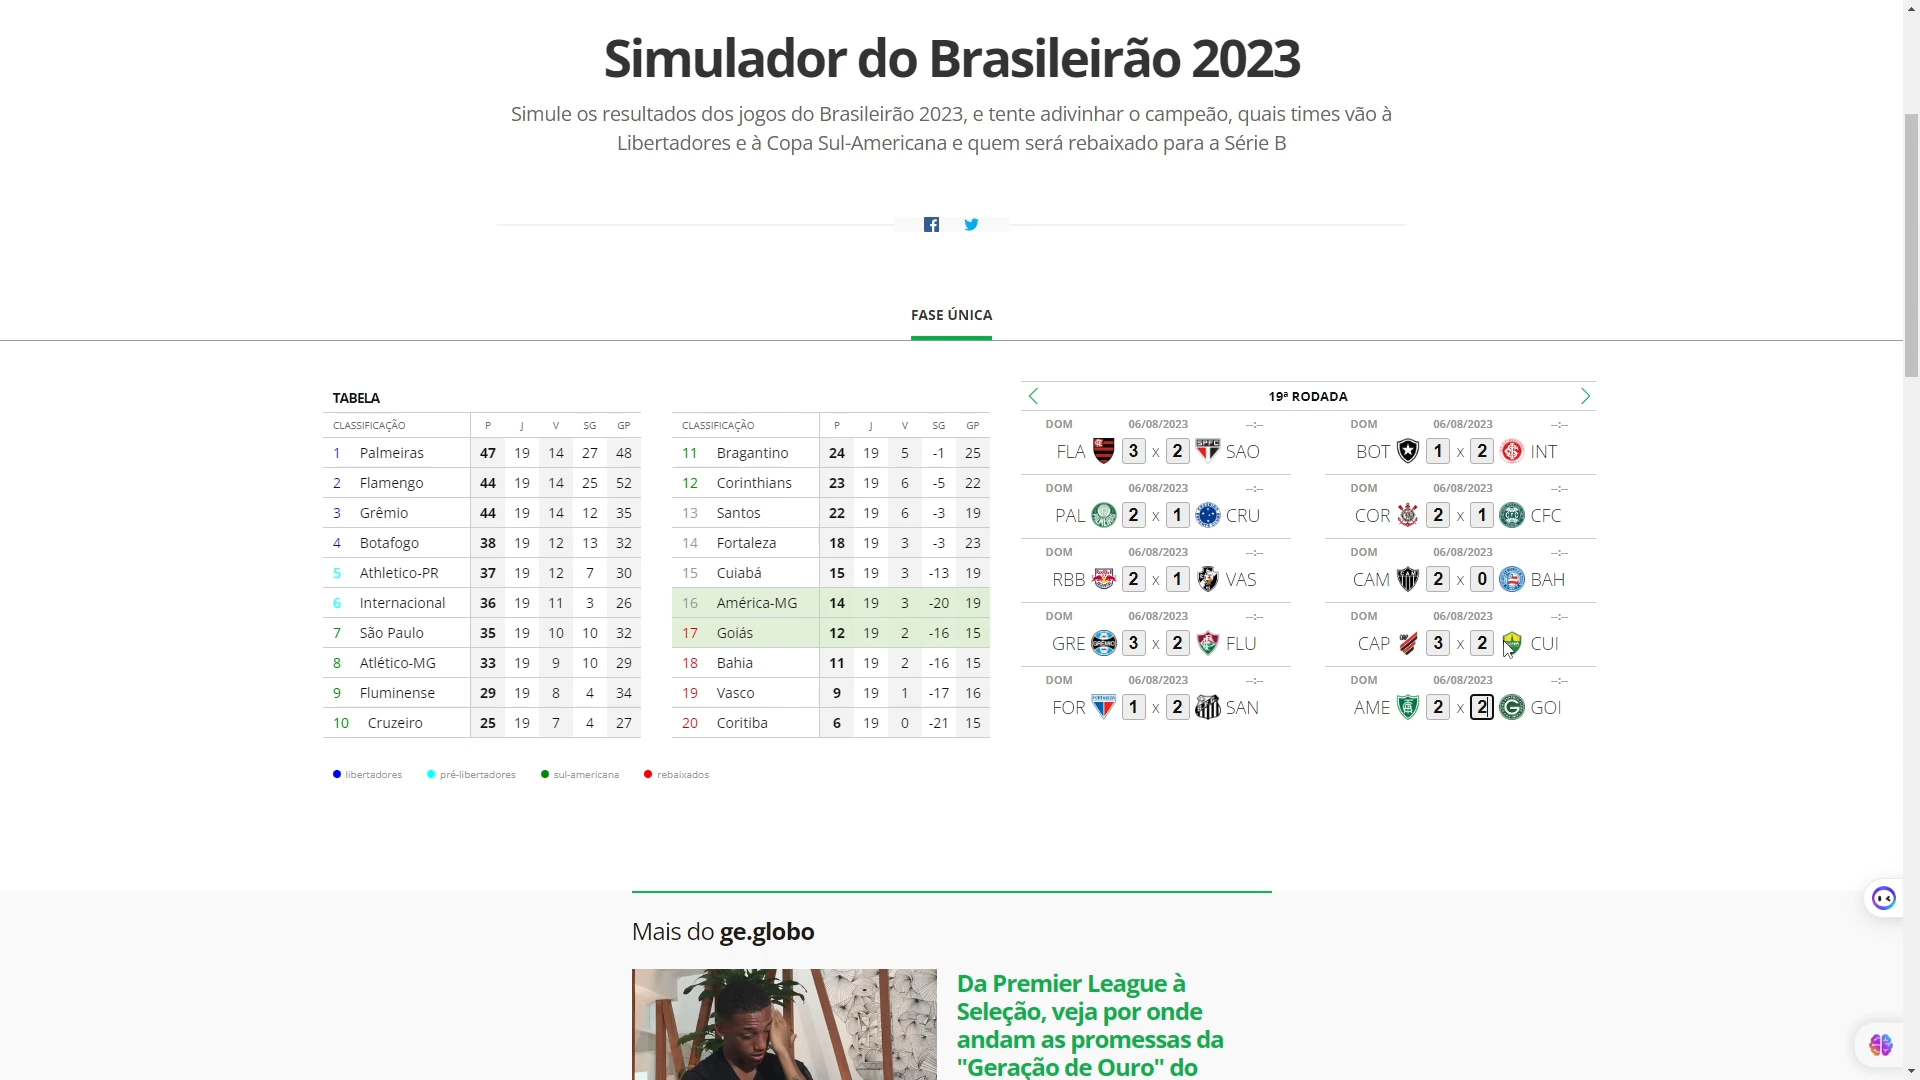 Simulador do Brasileirão 2023
Simule os resultados dos jogos do Brasileirão 2023, e tente adivinhar o campeão, quais times vão à
Libertadores e à Copa Sul-Americana e quem será rebaixado para a Série B
FASE ÚNICA
TABELA
CLASSIFICAÇÃO P J V SG GP
1 Palmeiras 47 19 14 27 48
2 Flamengo 44 19 14 25 52
3 Grêmio 44 19 14 12 35
4 Botafogo 38 19 12 13 32
5 Athletico-PR 37 19 12 7 30
6 Internacional 36 19 11 3 26
7 São Paulo 35 19 10 10 32
8 Atlético-MG 33 19 9 10 29
9 Fluminense 29 19 8 4 34
10 Cruzeiro 25 19 7 4 27
CLASSIFICAÇÃO P J V SG GP
11 Bragantino 24 19 5 -1 25
12 Corinthians 23 19 6 -5 22
13 Santos 22 19 6 -3 19
14 Fortaleza 18 19 3 -3 23
15 Cuiabá 15 19 3 -13 19
16 América-MG 14 19 3 -20 19
17 Goiás 12 19 2 -16 15
18 Bahia 11 19 2 -16 15
19 Vasco 9 19 1 -17 16
20 Coritiba 6 19 0 -21 15
libertadores pré-libertadores sul-americana rebaixados
19ª RODADA
DOM 06/08/2023 --:--
FLA 3 x 2 SAO
DOM 06/08/2023 --:--
BOT 1 x 2 INT
DOM 06/08/2023 --:--
PAL 2 x 1 CRU
DOM 06/08/2023 --:--
COR 2 x 1 CFC
DOM 06/08/2023 --:--
RBB 2 x 1 VAS
DOM 06/08/2023 --:--
CAM 2 x 0 BAH
DOM 06/08/2023 --:--
GRE 3 x 2 FLU
DOM 06/08/2023 --:--
CAP 3 x 2 CUI
DOM 06/08/2023 --:--
FOR 1 x 2 SAN
DOM 06/08/2023 --:--
AME 2 x 2 GOI
Mais do ge.globo
Da Premier League à
Seleção, veja por onde
andam as promessas da
"Geração de Ouro" do